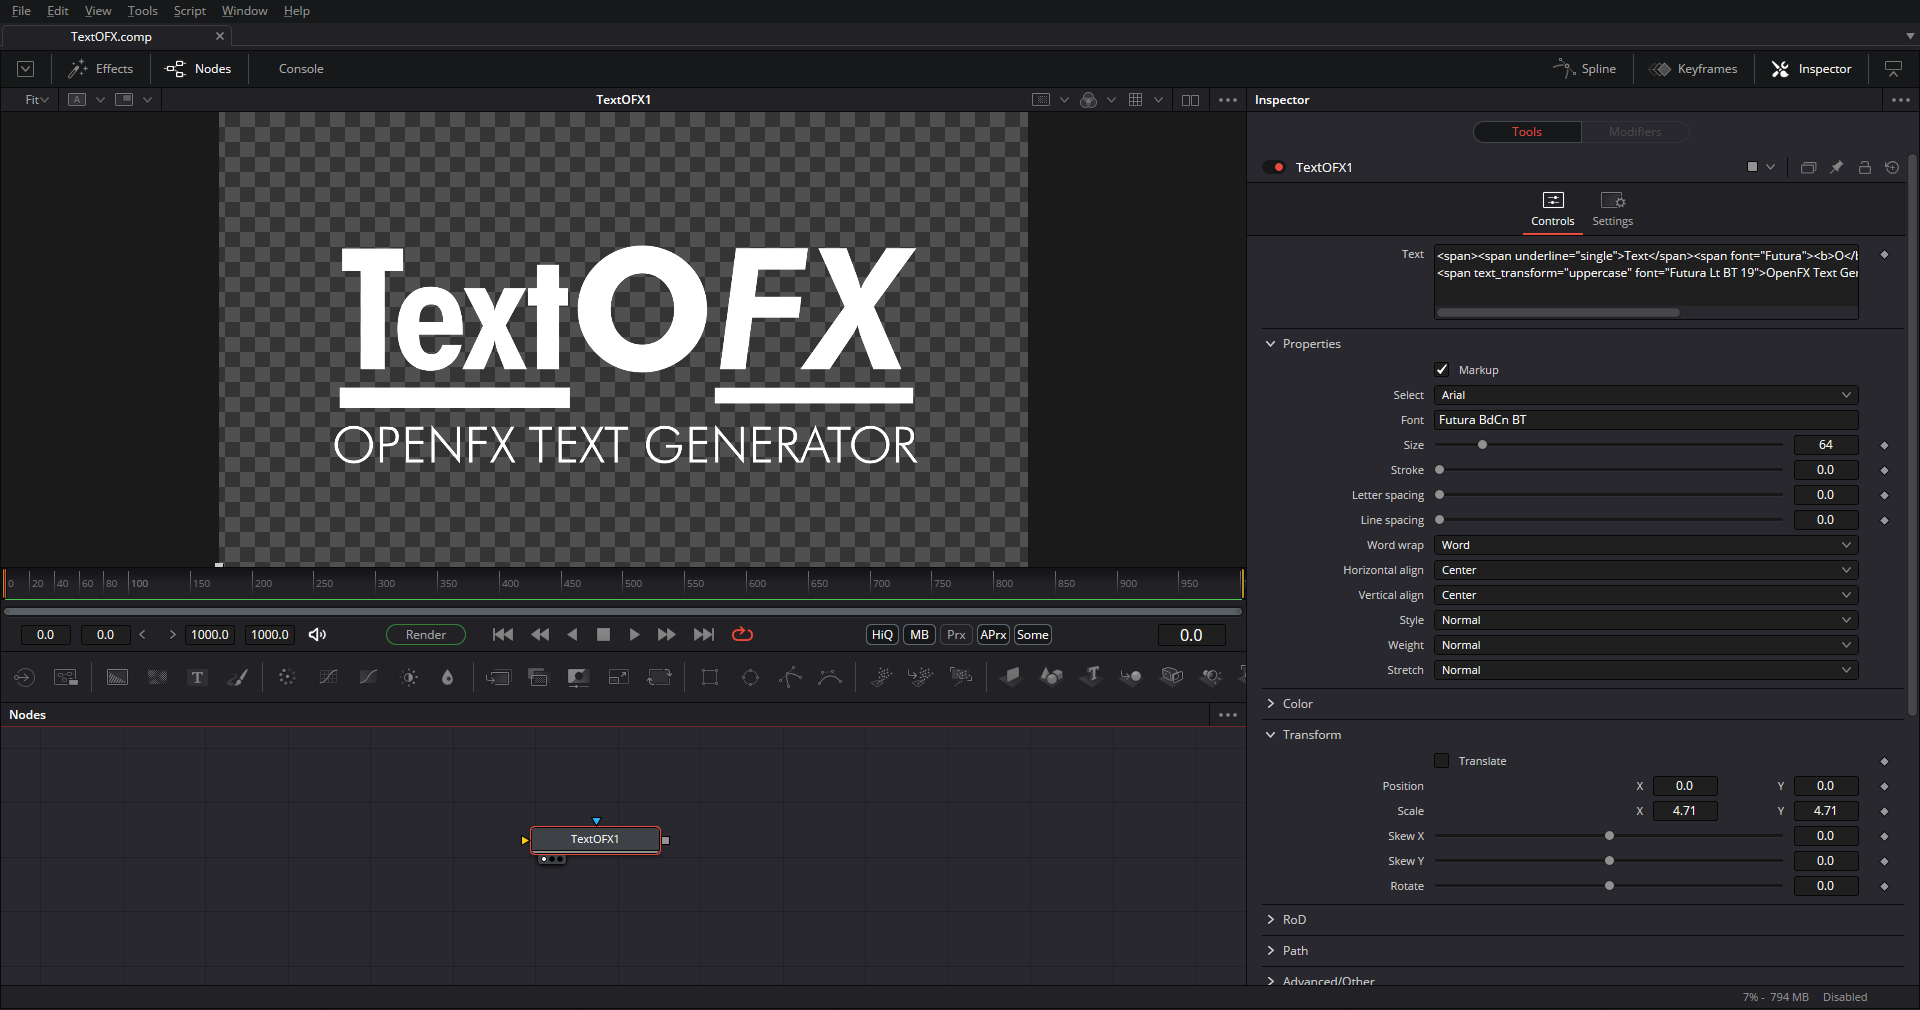 File Edit View Tools Script Window Help
TextOFX.comp
Effects Nodes Console Spline Keyframes Inspector
Fit A TextOFX1 Inspector
Tools Modifiers
TextOFX1
Controls Settings
Text <span><span underline="single">Text</span><span font="Futura"><b>O</b
<span text_transform="uppercase" font="Futura Lt BT 19">OpenFX Text Ger
TextOFX
OPENFX TEXT GENERATOR
Properties
Markup
Select Arial
Font Futura BdCn BT
Size 64
Stroke 0.0
Letter spacing 0.0
Line spacing 0.0
Word wrap Word
Horizontal align Center
Vertical align Center
Style Normal
Weight Normal
Stretch Normal
Color
Transform
Translate
Position X 0.0 Y 0.0
Scale X 4.71 Y 4.71
Skew X 0.0
Skew Y 0.0
Rotate 0.0
RoD
Path
Advanced/Other
0 20 40 60 80 100 150 200 250 300 350 400 450 500 550 600 650 700 750 800 850 900 950
0.0 0.0 < > 1000.0 1000.0 Render HiQ MB Prx APrx Some 0.0
T
Nodes
TextOFX1
7% - 794 MB Disabled